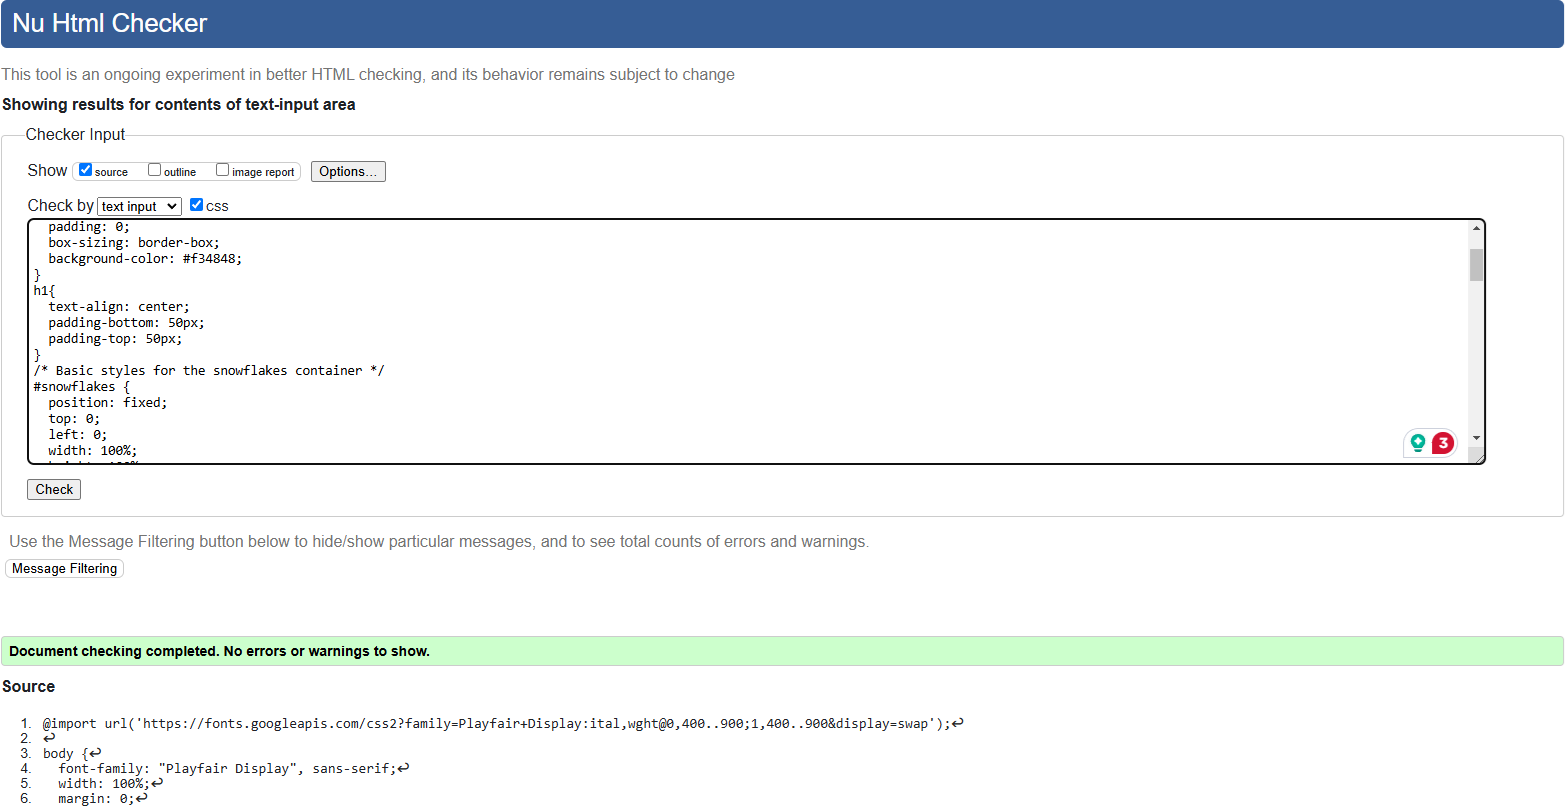 Nu Html Checker
This tool is an ongoing experiment in better HTML checking, and its behavior remains subject to change
Showing results for contents of text-input area
Checker Input
Show source outline image report Options...
Check by text input css
padding: 0;
box-sizing: border-box;
background-color: #f34848;
}
h1{
text-align: center;
padding-bottom: 50px;
padding-top: 50px;
}
/* Basic styles for the snowflakes container */
#snowflakes {
position: fixed;
top: 0;
left: 0;
width: 100%;
3
Check
Use the Message Filtering button below to hide/show particular messages, and to see total counts of errors and warnings.
Message Filtering
Document checking completed. No errors or warnings to show.
Source
1. @import url('https://fonts.googleapis.com/css2?family=Playfair+Display:ital,wght@0,400..900;1,400..900&display=swap');↩
2. ↩
3. body {↩
4. font-family: "Playfair Display", sans-serif;↩
5. width: 100%;↩
6. margin: 0;↩